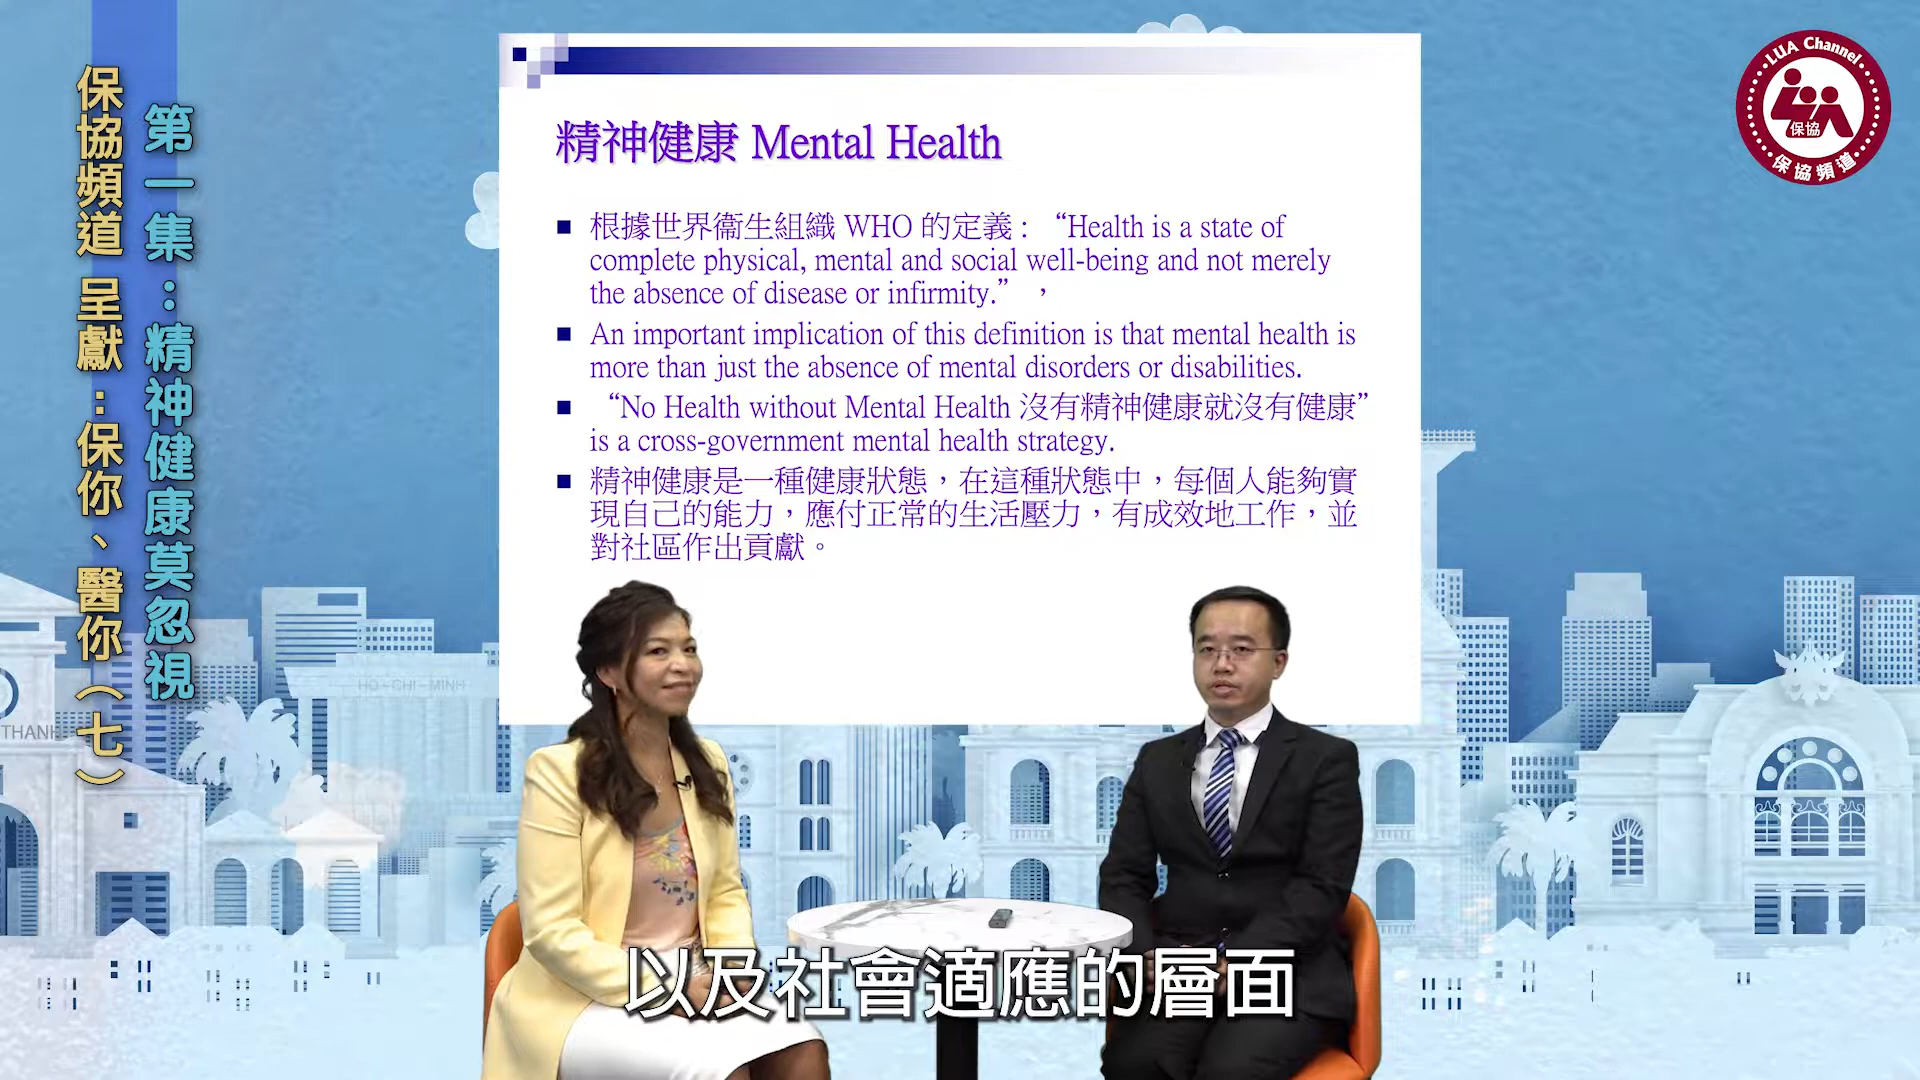 保協頻道 呈獻：保你、醫你（七）
第一集：精神健康莫忽視
精神健康 Mental Health
根據世界衞生組織 WHO 的定義 : “Health is a state of
complete physical, mental and social well-being and not merely
the absence of disease or infirmity.” ，
An important implication of this definition is that mental health is
more than just the absence of mental disorders or disabilities.
“No Health without Mental Health 沒有精神健康就沒有健康”
is a cross-government mental health strategy.
精神健康是一種健康狀態，在這種狀態中，每個人能夠實
現自己的能力，應付正常的生活壓力，有成效地工作，並
對社區作出貢獻。
LUA Channel
保協
保協頻道
HO-CHI-MINH
THANH
以及社會適應的層面